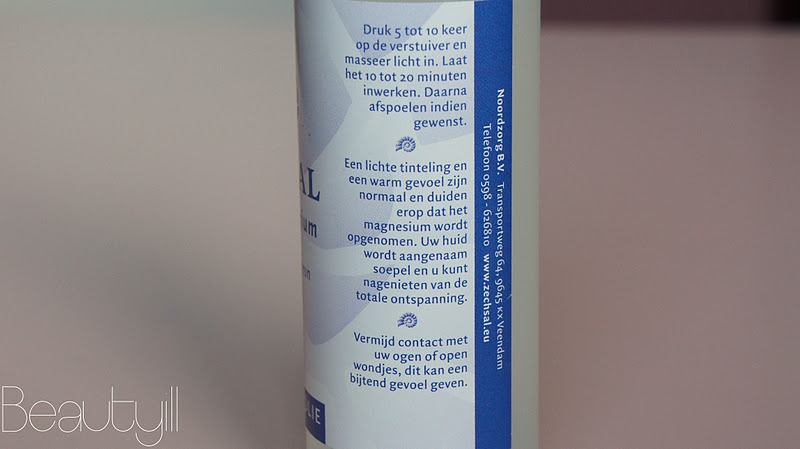 Druk 5 tot 10 keer
op de verstuiver en
masseer licht in. Laat
het 10 tot 20 minuten
inwerken. Daarna
afspoelen indien
gewenst.
Een lichte tinteling en
een warm gevoel zijn
normaal en duiden
erop dat het
magnesium wordt
opgenomen. Uw huid
wordt aangenaam
soepel en u kunt
nagenieten van de
totale ontspanning.
Vermijd contact met
uw ogen of open
wondjes, dit kan een
bijtend gevoel geven.
Noordzorg B.V. Transportweg 64, 9645 KX Veendam
Telefoon 0598 - 626810 www.zechsal.eu
Beautyill